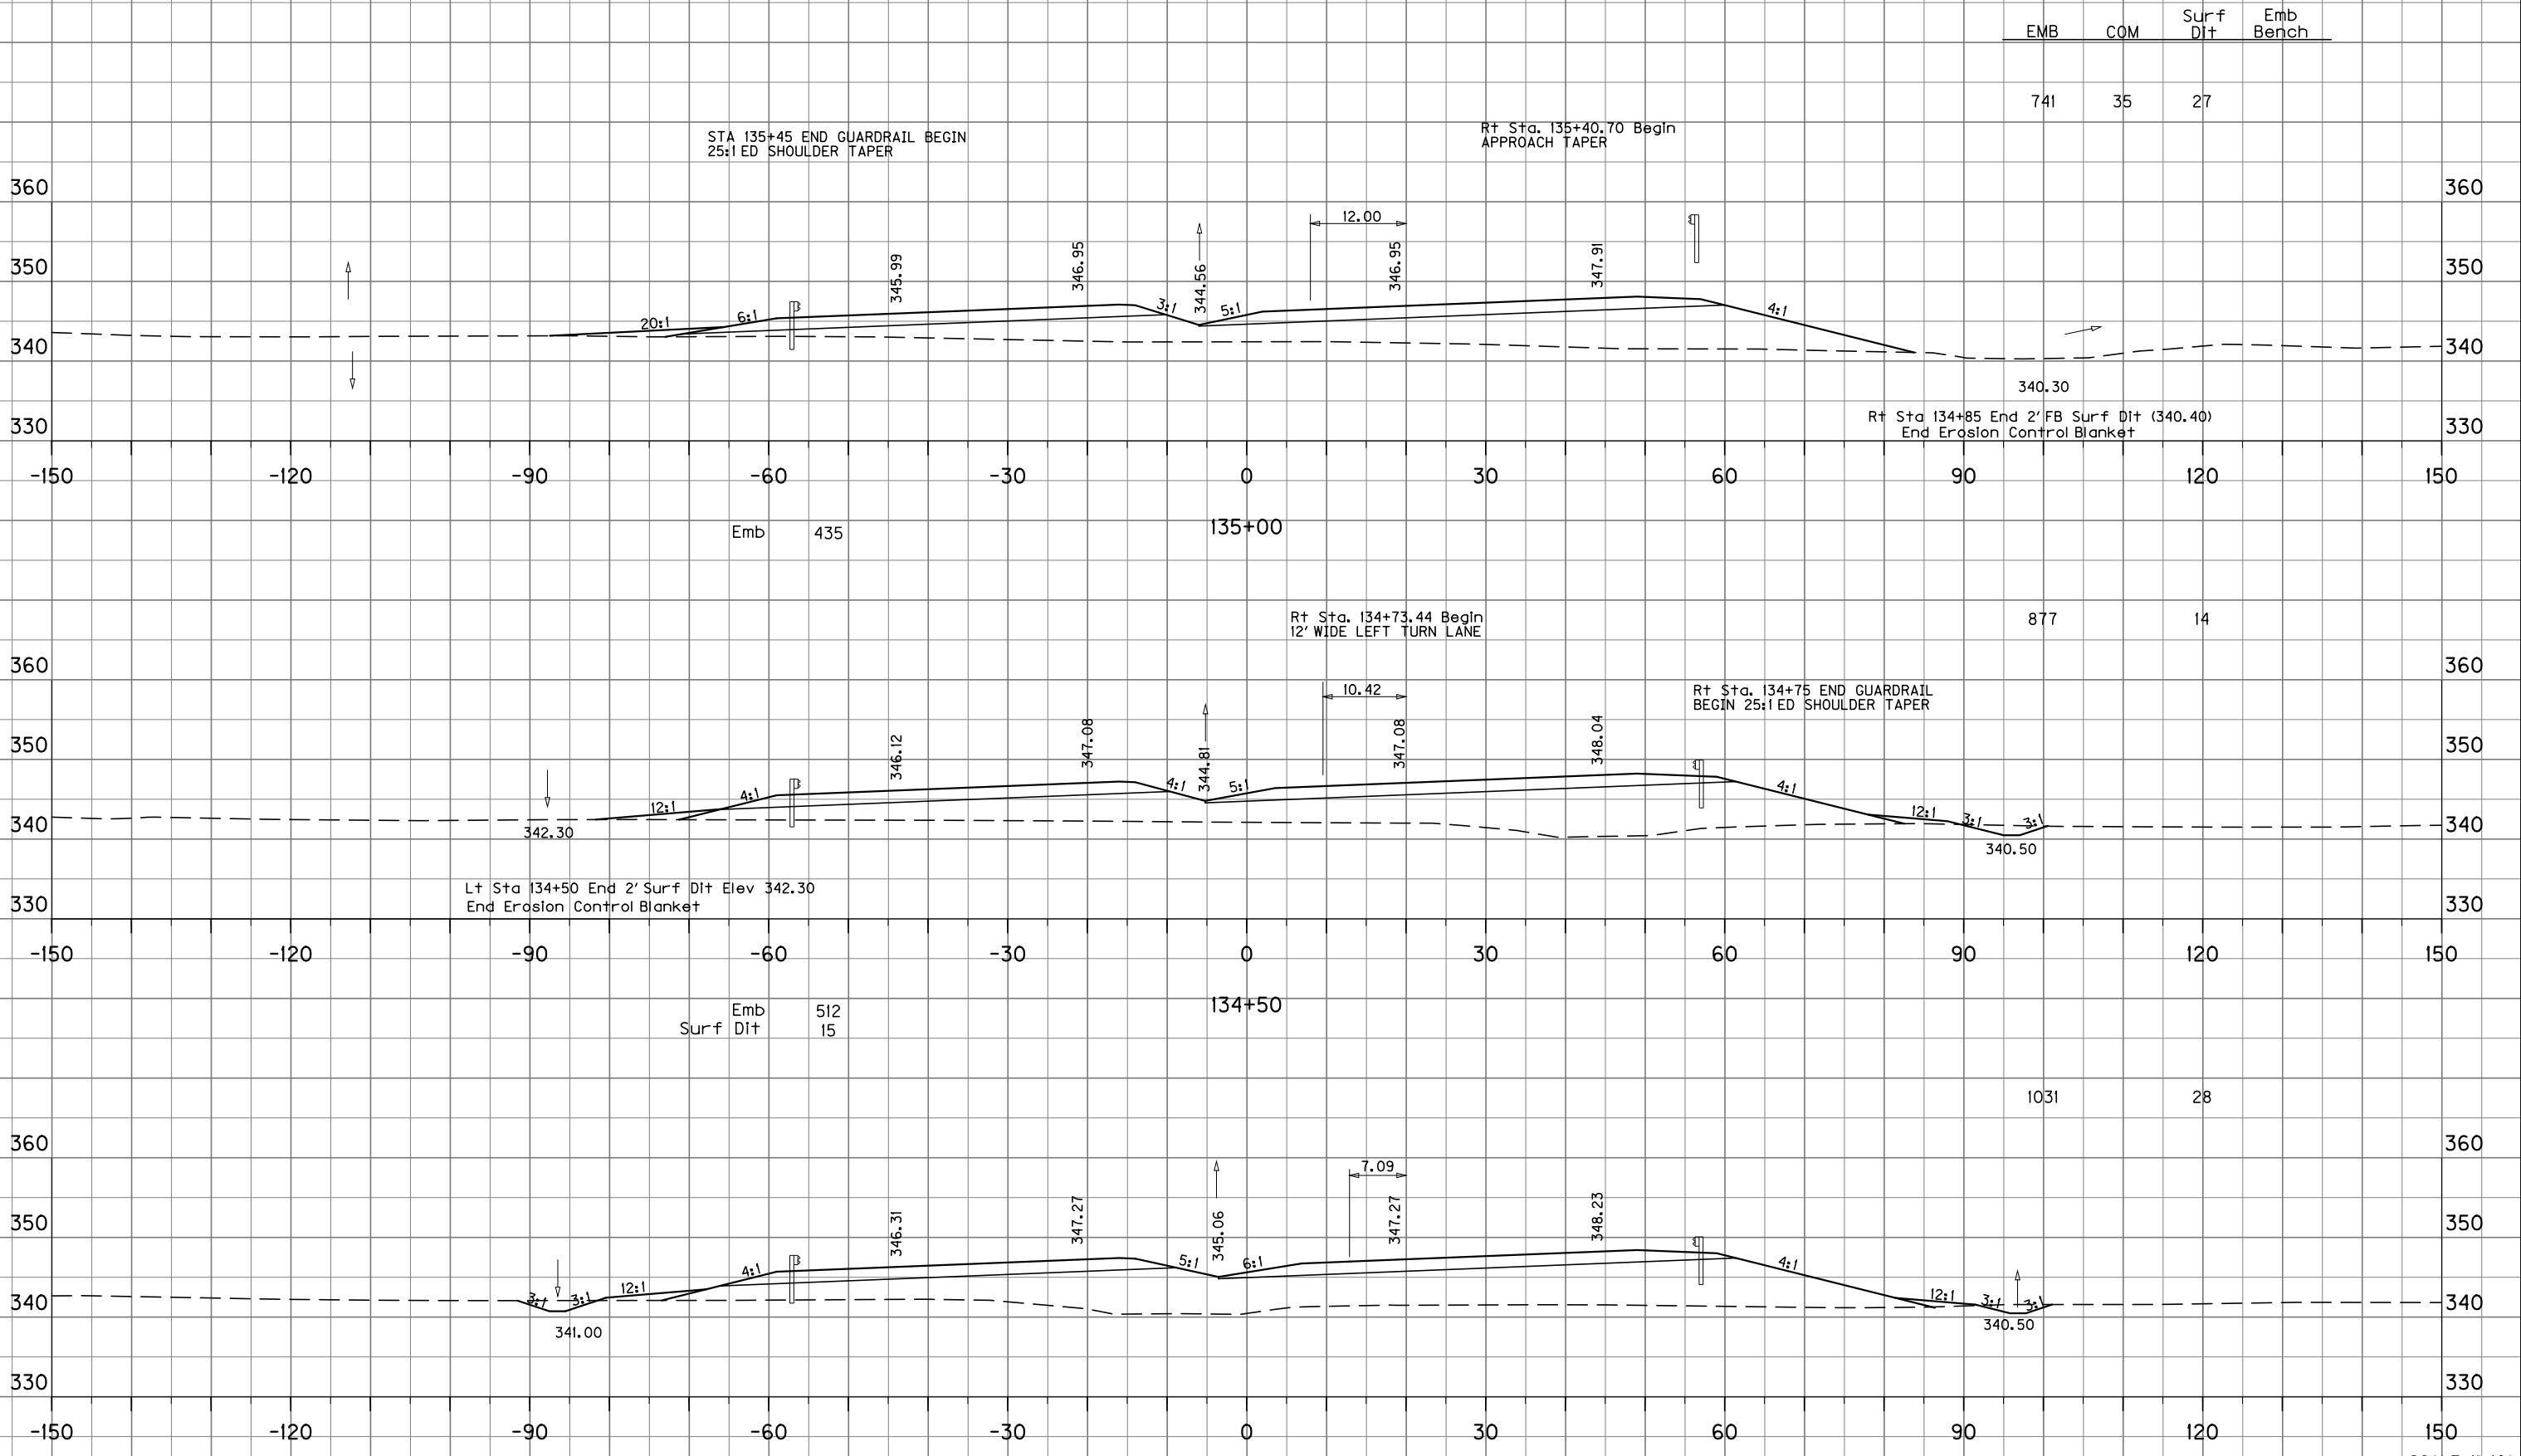 Surf Emb
EMB COM Dit Bench
741 35 27
STA 135+45 END GUARDRAIL BEGIN
25:1 ED SHOULDER TAPER
Rt Sta. 135+40.70 Begin
APPROACH TAPER
360 360
12.00
350 345.99 346.95 344.56 346.95 347.91 350
20:1 6:1 3:1 5:1 4:1
340 340
340.30
Rt Sta 134+85 End 2' FB Surf Dit (340.40)
End Erosion Control Blanket
330 330
-150 -120 -90 -60 -30 0 30 60 90 120 150
Emb 435
135+00
Rt Sta. 134+73.44 Begin
12' WIDE LEFT TURN LANE
877 14
360 360
10.42
Rt Sta. 134+75 END GUARDRAIL
BEGIN 25:1 ED SHOULDER TAPER
350 346.12 347.08 344.81 347.08 348.04 350
12:1 4:1 4:1 5:1 4:1 12:1 3:1 3:1
340 340
342.30 340.50
Lt Sta 134+50 End 2' Surf Dit Elev 342.30
End Erosion Control Blanket
330 330
-150 -120 -90 -60 -30 0 30 60 90 120 150
Emb 512
Surf Dit 15
134+50
1031 28
360 360
7.09
350 346.31 347.27 345.06 347.27 348.23 350
3:1 3:1 12:1 4:1 5:1 6:1 4:1 12:1 3:1 3:1
340 340
341.00 340.50
330 330
-150 -120 -90 -60 -30 0 30 60 90 120 150